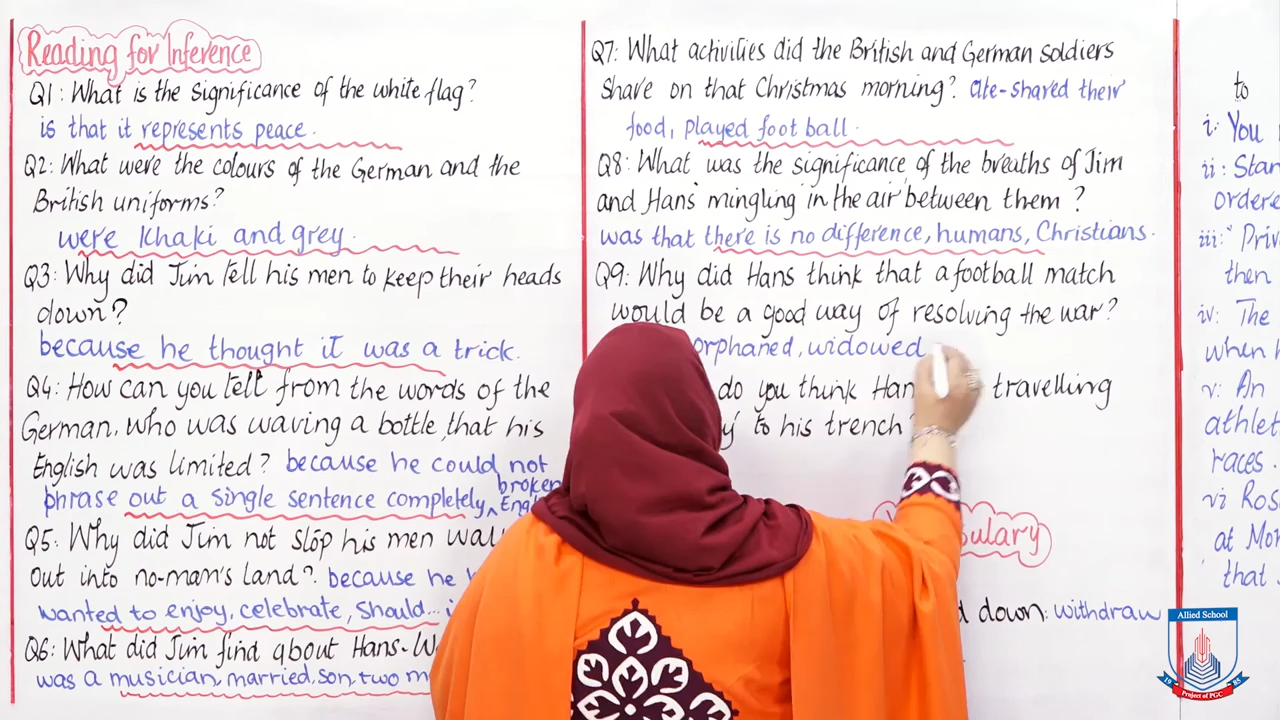 Reading for Inference
Q1: What is the significance of the white flag?
is that it represents peace.
Q2: What were the colours of the German and the
British uniforms?
were khaki and grey.
Q3: Why did Jim tell his men to keep their heads
down?
because he thought it was a trick.
Q4: How can you tell from the words of the
German, who was waving a bottle, that his
English was limited? because he could not
broken
phrase out a single sentence completely, Engl
Q5: Why did Jim not stop his men wal
out into no-man's land?. because he
wanted to enjoy, celebrate, should...
Q6: What did Jim find about Hans-W
was a musician, married, son, two m
Q7: What activities did the British and German soldiers
share on that Christmas morning? ate-shared their
food, played foot ball.
Q8: What was the significance of the breaths of Jim
and Hans mingling in the air between them?
was that there is no difference, humans, Christians.
Q9: Why did Hans think that a football match
would be a good way of resolving the war?
orphaned, widowed
do you think Han travelling
y' to his trench
ulary
d down: withdraw
to
i: You
ii: Stan
ordere
iii: Priv
then
iv: The
when h
v: An
athlet
races.
vi Ros
at Mor
that
Allied School
19 85
Project of PGC